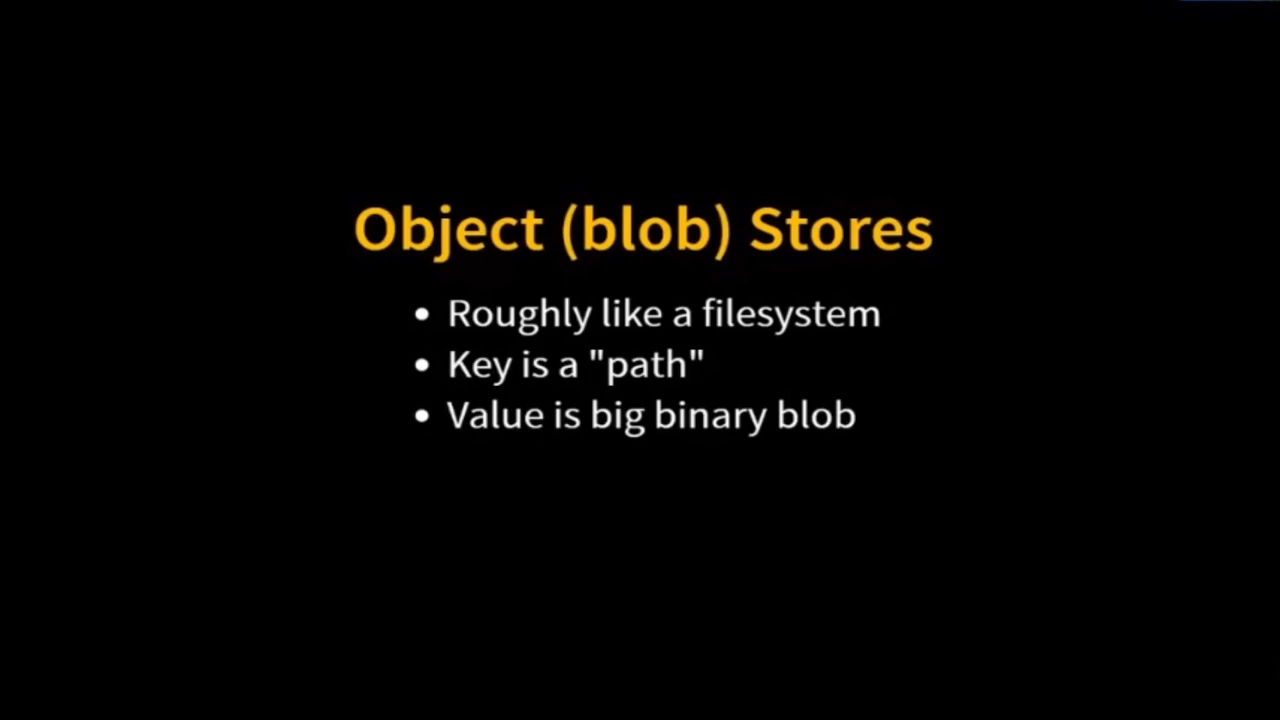 Object (blob) Stores
• Roughly like a filesystem
• Key is a "path"
• Value is big binary blob